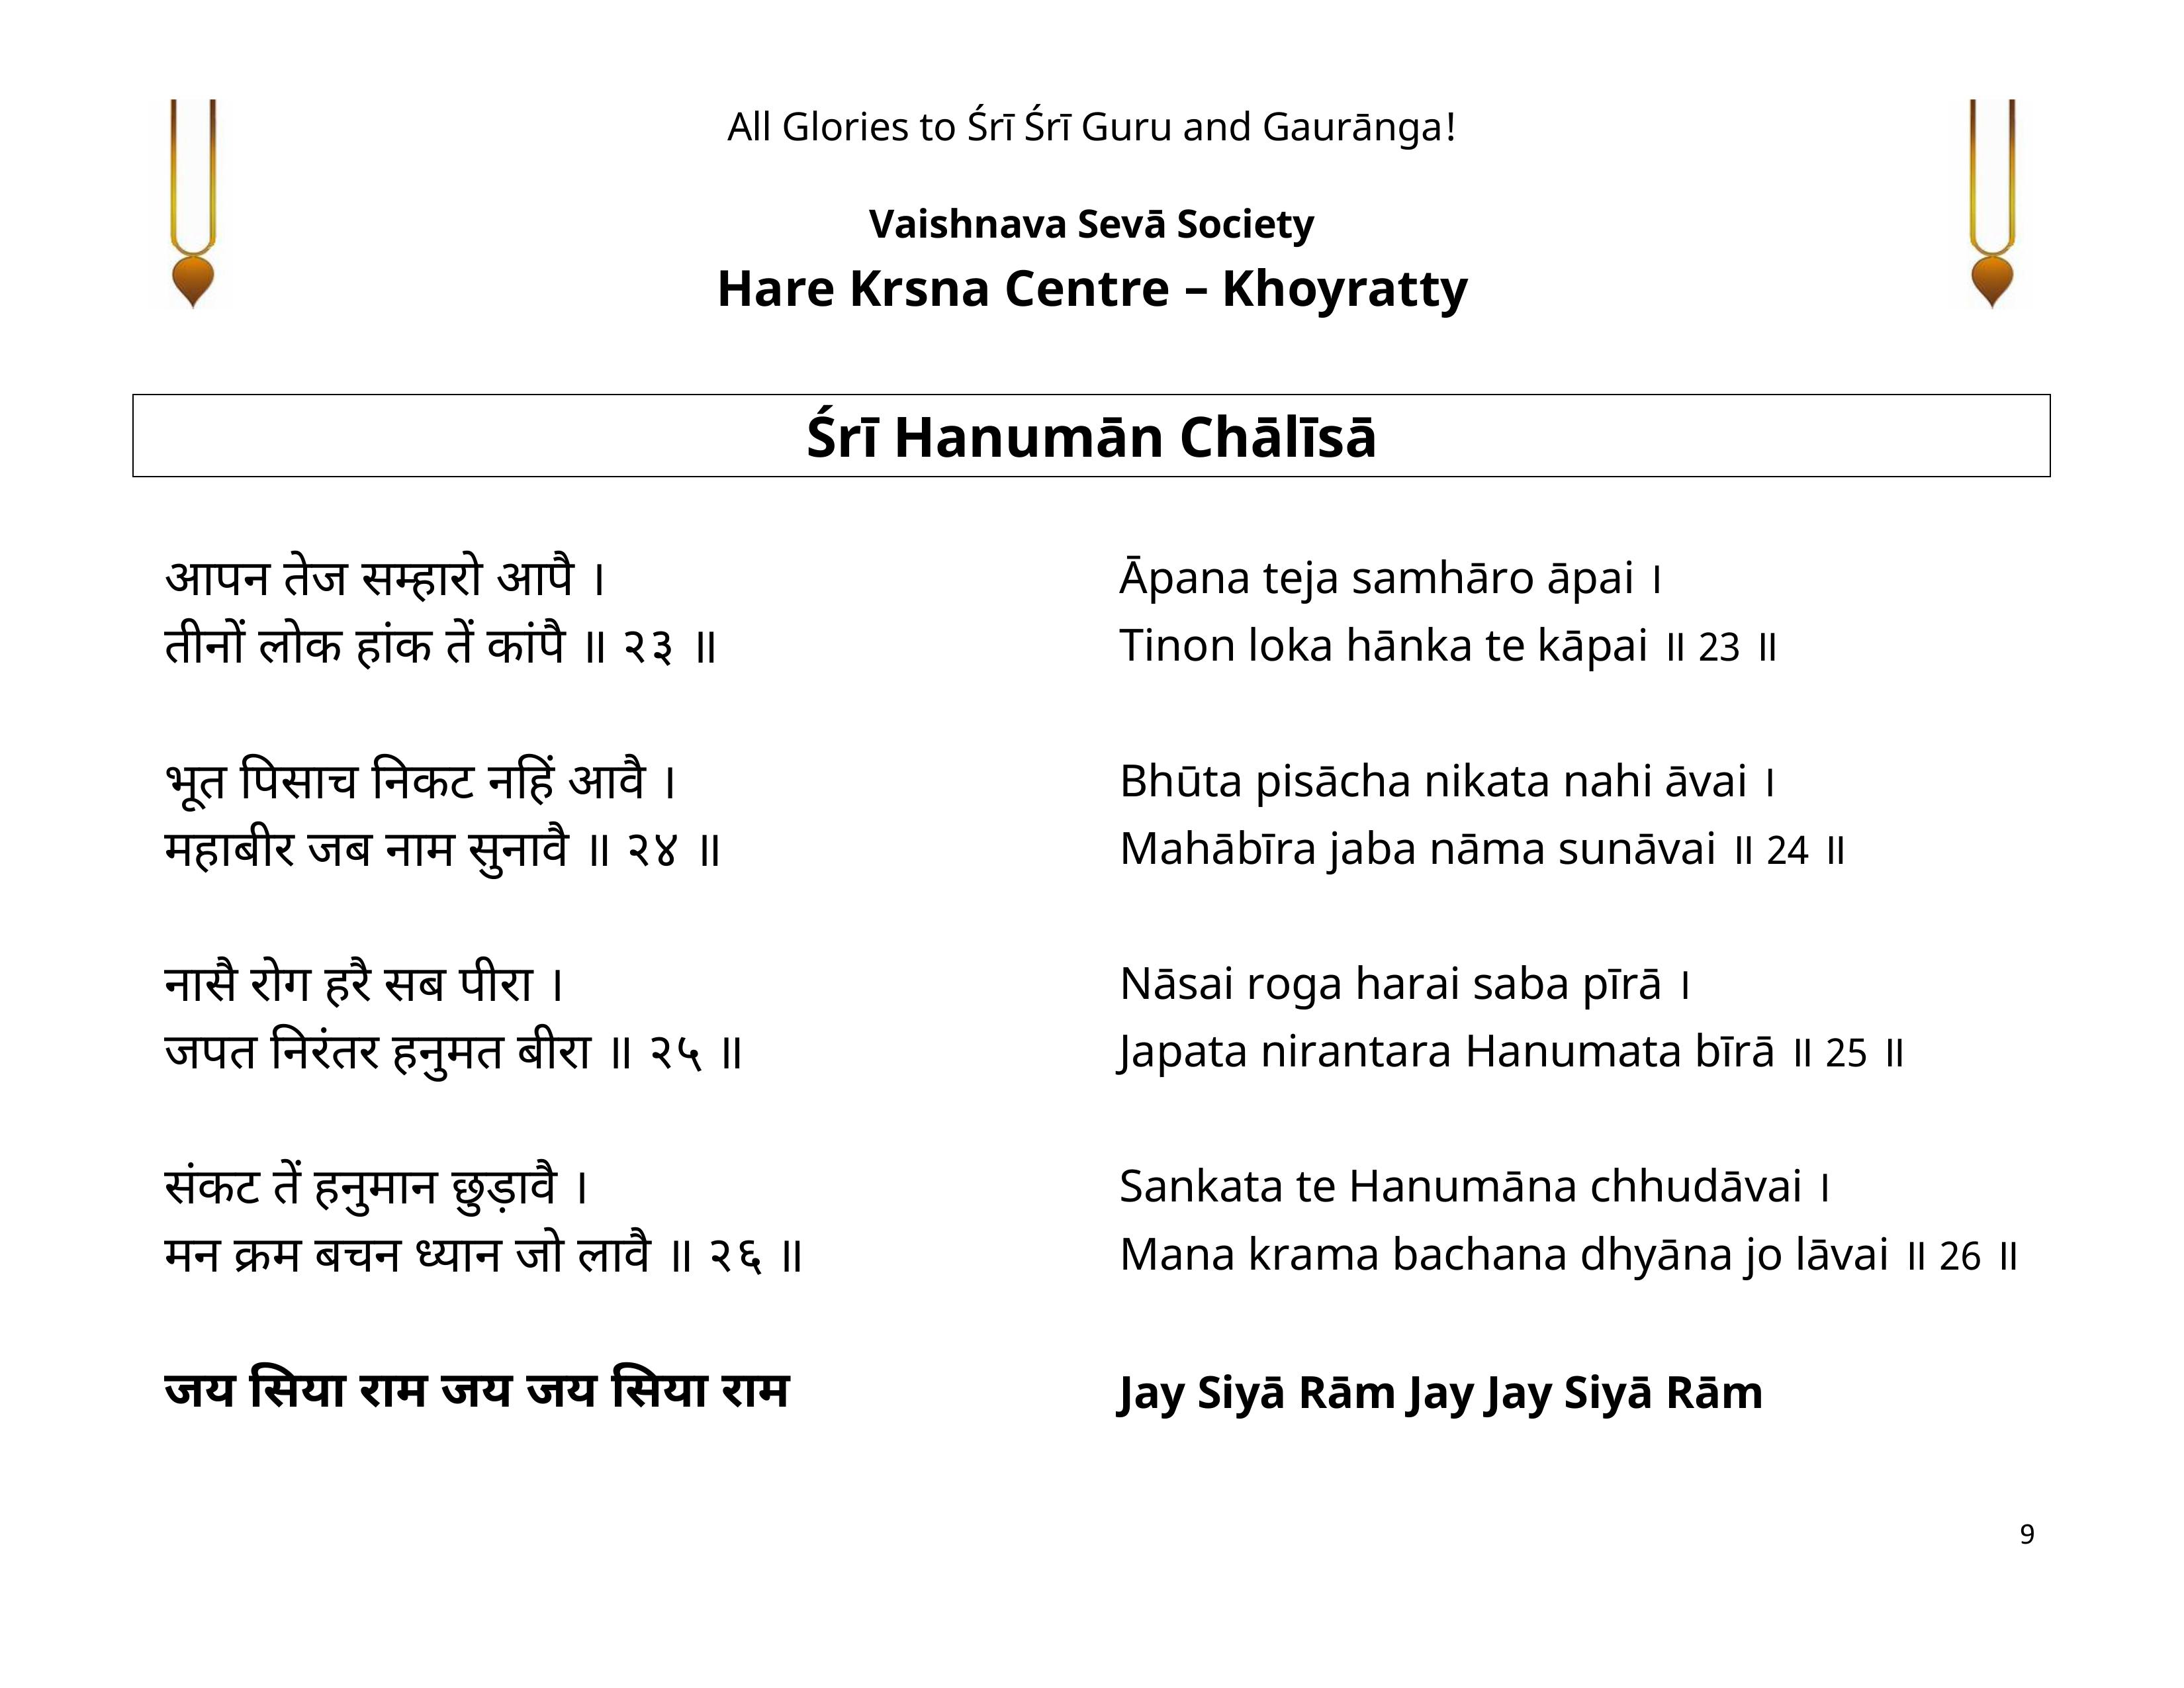 All Glories to Śrī Śrī Guru and Gaurānga!
Vaishnava Sevā Society
Hare Krsna Centre – Khoyratty
Śrī Hanumān Chālīsā
आपन तेज सम्हारो आपै ।
तीनों लोक हांक तें कांपै ॥ २३ ॥
भूत पिसाच निकट नहिं आवै ।
महाबीर जब नाम सुनावै ॥ २४ ॥
नासै रोग हरै सब पीरा ।
जपत निरंतर हनुमत बीरा ॥ २५ ॥
संकट तें हनुमान छुड़ावै ।
मन क्रम बचन ध्यान जो लावै ॥ २६ ॥
जय सिया राम जय जय सिया राम
Āpana teja samhāro āpai ।
Tinon loka hānka te kāpai ॥ 23 ॥
Bhūta pisācha nikata nahi āvai ।
Mahābīra jaba nāma sunāvai ॥ 24 ॥
Nāsai roga harai saba pīrā ।
Japata nirantara Hanumata bīrā ॥ 25 ॥
Sankata te Hanumāna chhudāvai ।
Mana krama bachana dhyāna jo lāvai ॥ 26 ॥
Jay Siyā Rām Jay Jay Siyā Rām
9